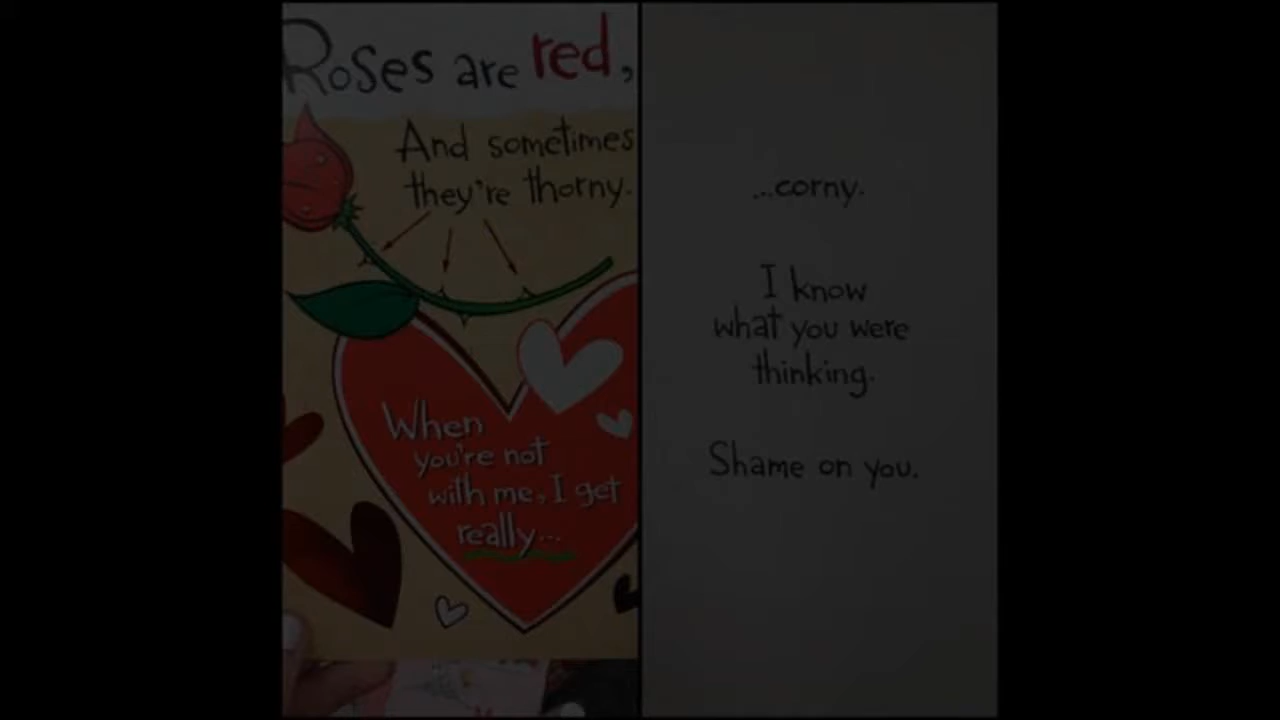 Roses are red,
And sometimes
they're thorny.
When
you're not
with me, I get
really...
...corny.
I know
what you were
thinking.
Shame on you.